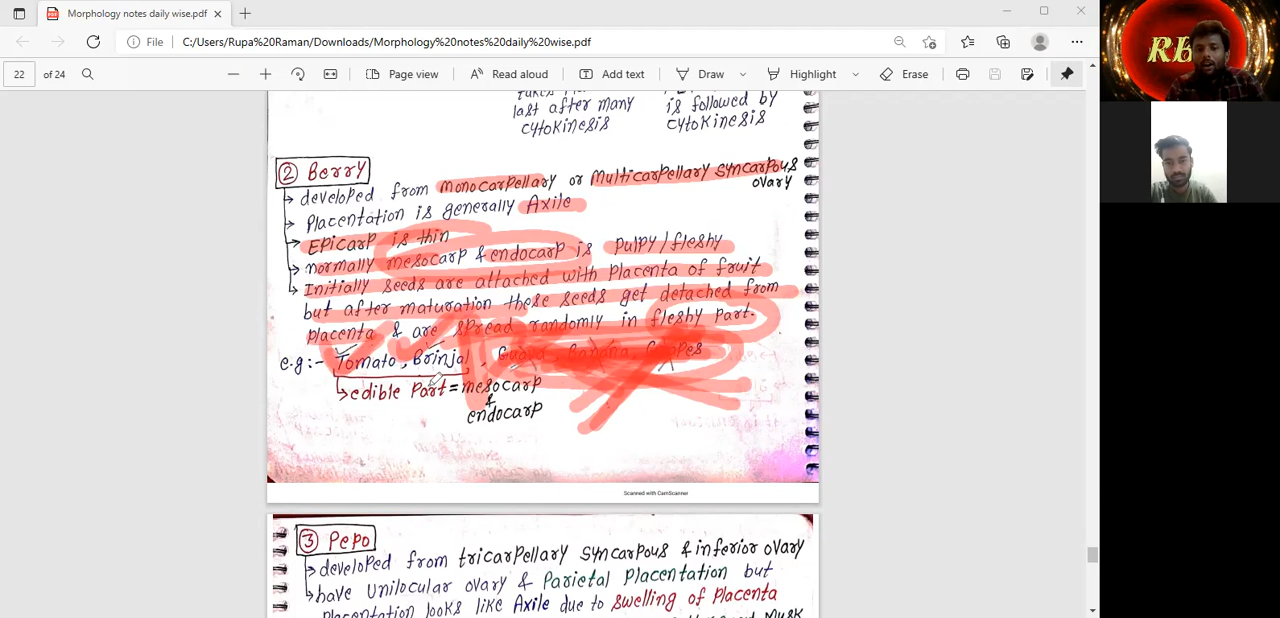 Morphology notes daily wise.pdf
File C:/Users/Rupa%20Raman/Downloads/Morphology%20notes%20daily%20wise.pdf
22 of 24 Page view Read aloud Add text Draw Highlight Erase
last after many is followed by
cytokinesis cytokinesis
② Berry
developed from monocarpellary or Multicarpellary syncarpous
ovary
Placentation is generally Axile
Epicarp is thin
normally mesocarp & endocarp is pulpy/fleshy
Initially seeds are attached with Placenta of fruit
but after maturation these seeds get detached from
placenta & are spread randomly in fleshy part.
e.g:- Tomato, Brinjal, Guava, Banana, Grapes
edible Part = mesocarp
&
endocarp
Scanned with CamScanner
③ Pepo
developed from tricarpellary syncarpous & inferior ovary
have Unilocular ovary & Parietal Placentation but
Placentation looks like Axile due to swelling of Placenta
Musk